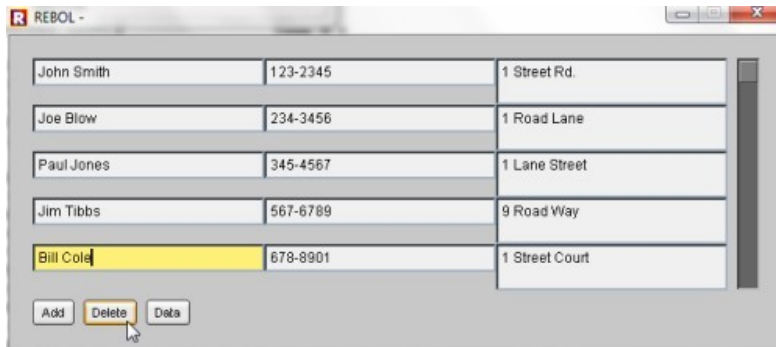 REBOL -
John Smith 123-2345 1 Street Rd.
Joe Blow 234-3456 1 Road Lane
Paul Jones 345-4567 1 Lane Street
Jim Tibbs 567-6789 9 Road Way
Bill Cole 678-8901 1 Street Court
Add Delete Data